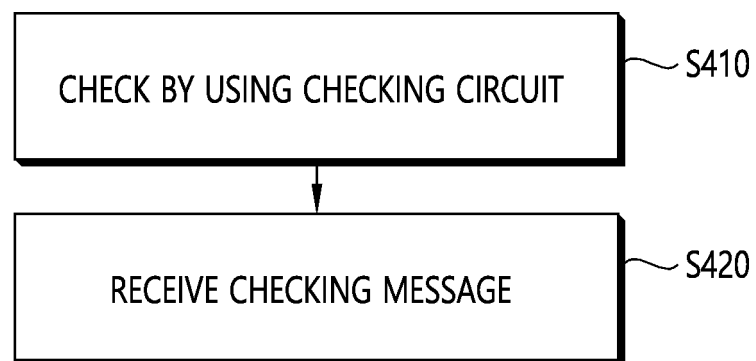 CHECK BY USING CHECKING CIRCUIT
S410
RECEIVE CHECKING MESSAGE
S420